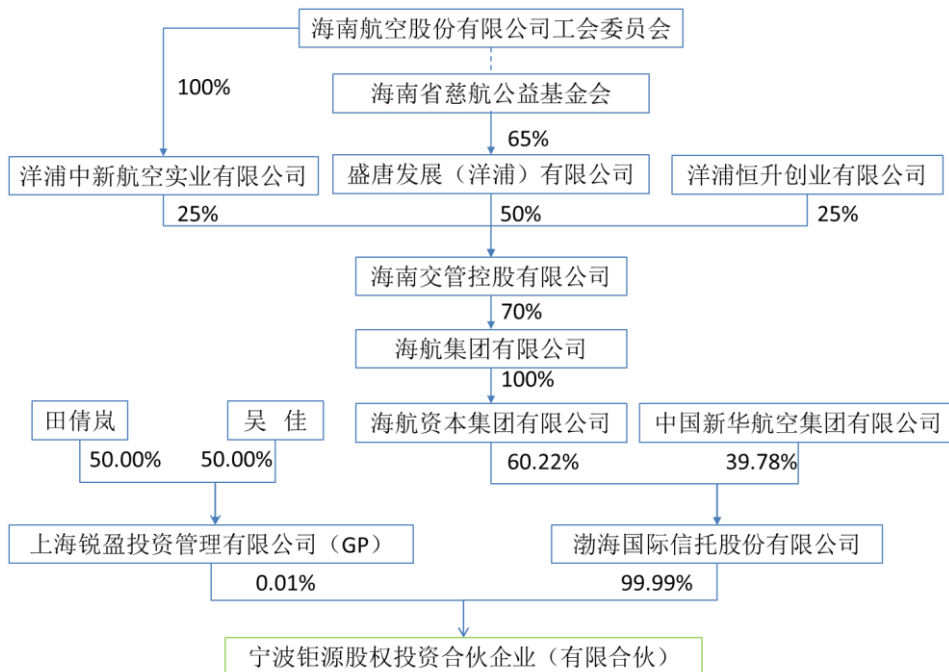 海南航空股份有限公司工会委员会
100%
海南省慈航公益基金会
65%
洋浦中新航空实业有限公司
盛唐发展（洋浦）有限公司
洋浦恒升创业有限公司
25%
50%
25%
海南交管控股有限公司
70%
海航集团有限公司
100%
田倩岚
吴 佳
海航资本集团有限公司
中国新华航空集团有限公司
50.00%
50.00%
60.22%
39.78%
上海锐盈投资管理有限公司（GP）
渤海国际信托股份有限公司
0.01%
99.99%
宁波钜源股权投资合伙企业（有限合伙）